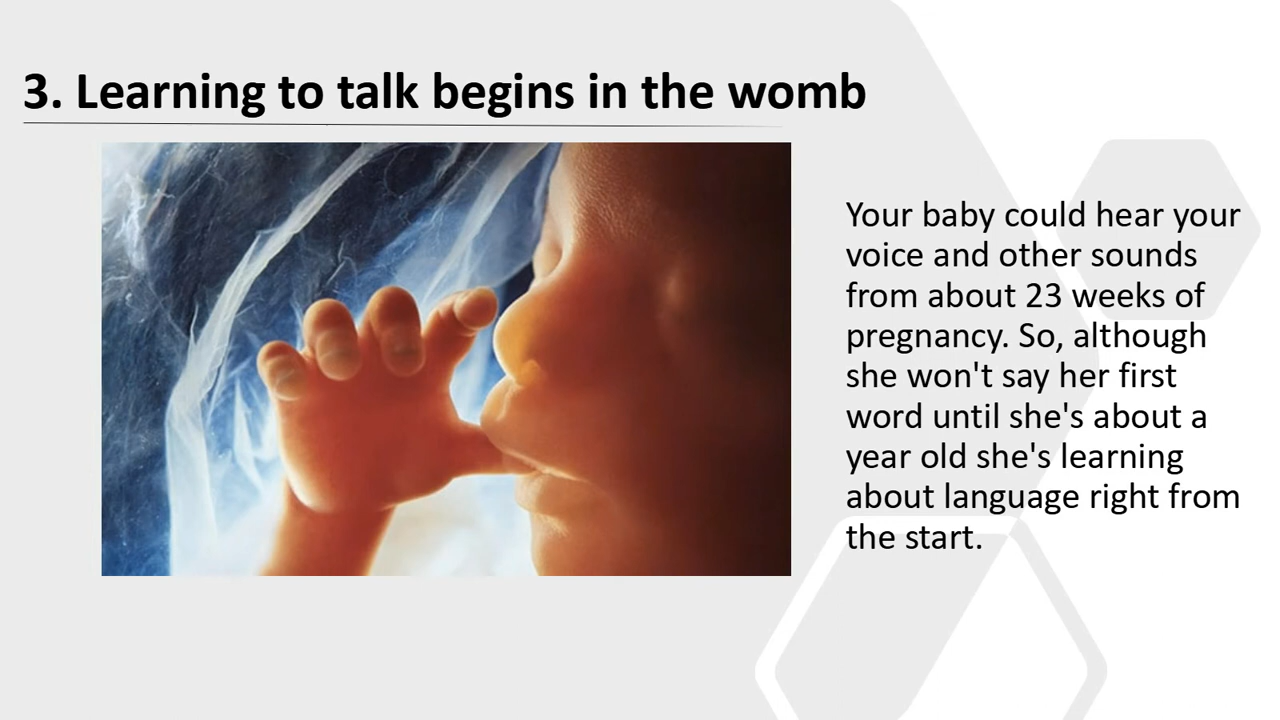 3. Learning to talk begins in the womb
Your baby could hear your
voice and other sounds
from about 23 weeks of
pregnancy. So, although
she won't say her first
word until she's about a
year old she's learning
about language right from
the start.